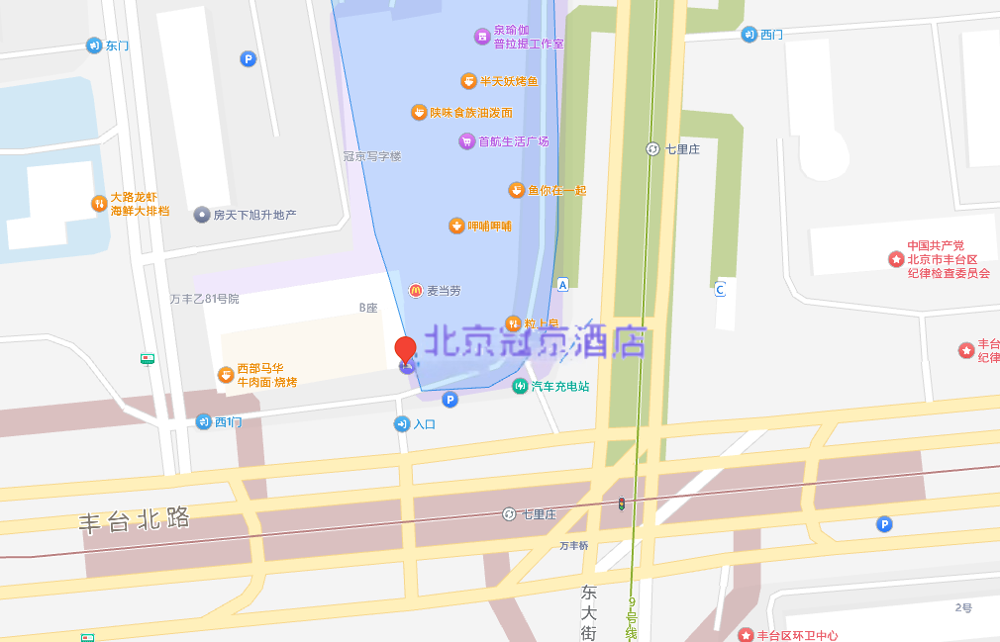 泉瑜伽
普拉提工作室
西门
东门
P
半天妖烤鱼
陕味食族油泼面
首航生活广场
七里庄
冠京写字楼
鱼你在一起
大路龙虾
海鲜大排档
房天下旭升地产
呷哺呷哺
中国共产党
北京市丰台区
纪律检查委员会
A
C
麦当劳
万丰乙81号院
B座
粒上皇
北京冠京酒店
丰台
纪律
西部马华
牛肉面·烧烤
汽车充电站
P
西1门
入口
丰台北路
七里庄
P
万丰桥
东大街
9号线
2号
丰台区环卫中心